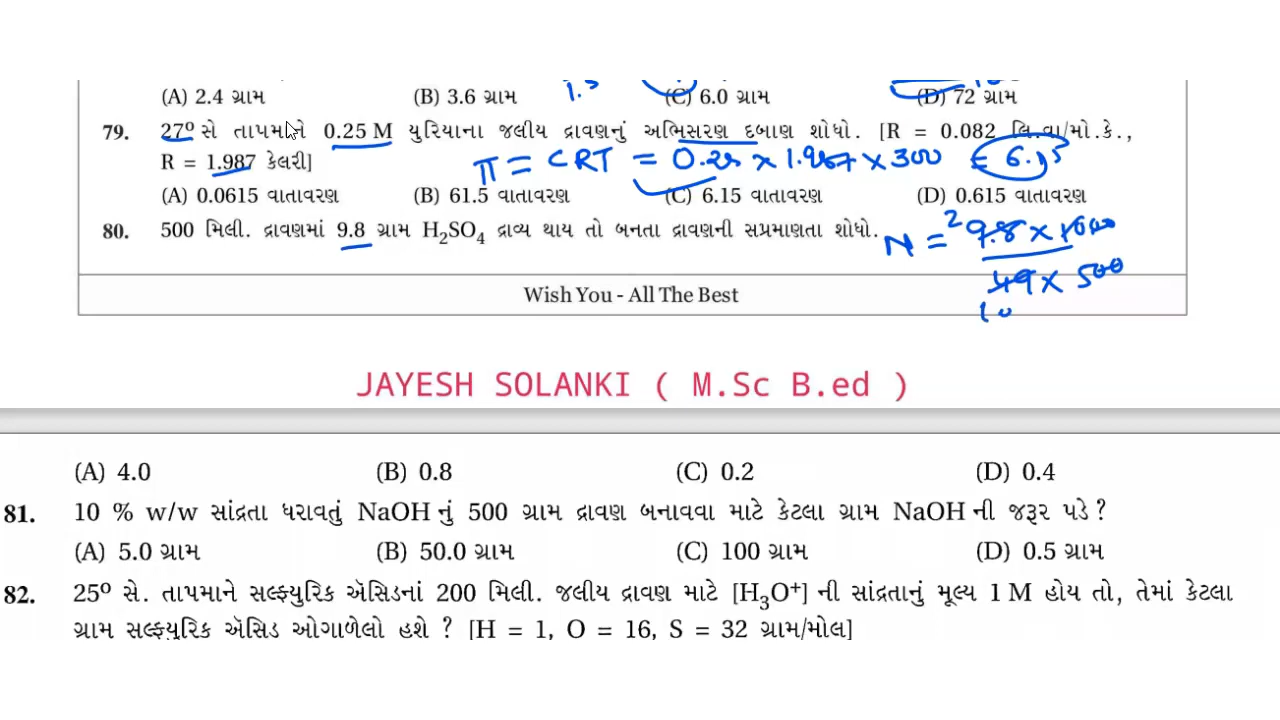 (A) 2.4 ગ્રામ (B) 3.6 ગ્રામ 1.5 (C) 6.0 ગ્રામ (D) 72 ગ્રામ
79. 27º સે તાપમાને 0.25 M યુરિયાના જલીય દ્રાવણનું અભિસરણ દબાણ શોધો. [R = 0.082 લિ.વા/મો.કે.,
R = 1.987 કેલરી] π = CRT = 0.25 × 1.987 × 300 = 6.15
(A) 0.0615 વાતાવરણ (B) 61.5 વાતાવરણ (C) 6.15 વાતાવરણ (D) 0.615 વાતાવરણ
80. 500 મિલી. દ્રાવણમાં 9.8 ગ્રામ H₂SO₄ દ્રાવ્ય થાય તો બનતા દ્રાવણની સપ્રમાણતા શોધો. N = 2 9.8 × 1000
49 × 500
10
Wish You - All The Best
JAYESH SOLANKI ( M.Sc B.ed )
(A) 4.0 (B) 0.8 (C) 0.2 (D) 0.4
81. 10 % w/w સાંદ્રતા ધરાવતું NaOH નું 500 ગ્રામ દ્રાવણ બનાવવા માટે કેટલા ગ્રામ NaOH ની જરૂર પડે ?
(A) 5.0 ગ્રામ (B) 50.0 ગ્રામ (C) 100 ગ્રામ (D) 0.5 ગ્રામ
82. 25º સે. તાપમાને સલ્ફ્યુરિક ઍસિડનાં 200 મિલી. જલીય દ્રાવણ માટે [H₃O⁺] ની સાંદ્રતાનું મૂલ્ય 1 M હોય તો, તેમાં કેટલા
ગ્રામ સલ્ફ્યુરિક ઍસિડ ઓગાળેલો હશે ? [H = 1, O = 16, S = 32 ગ્રામ/મોલ]